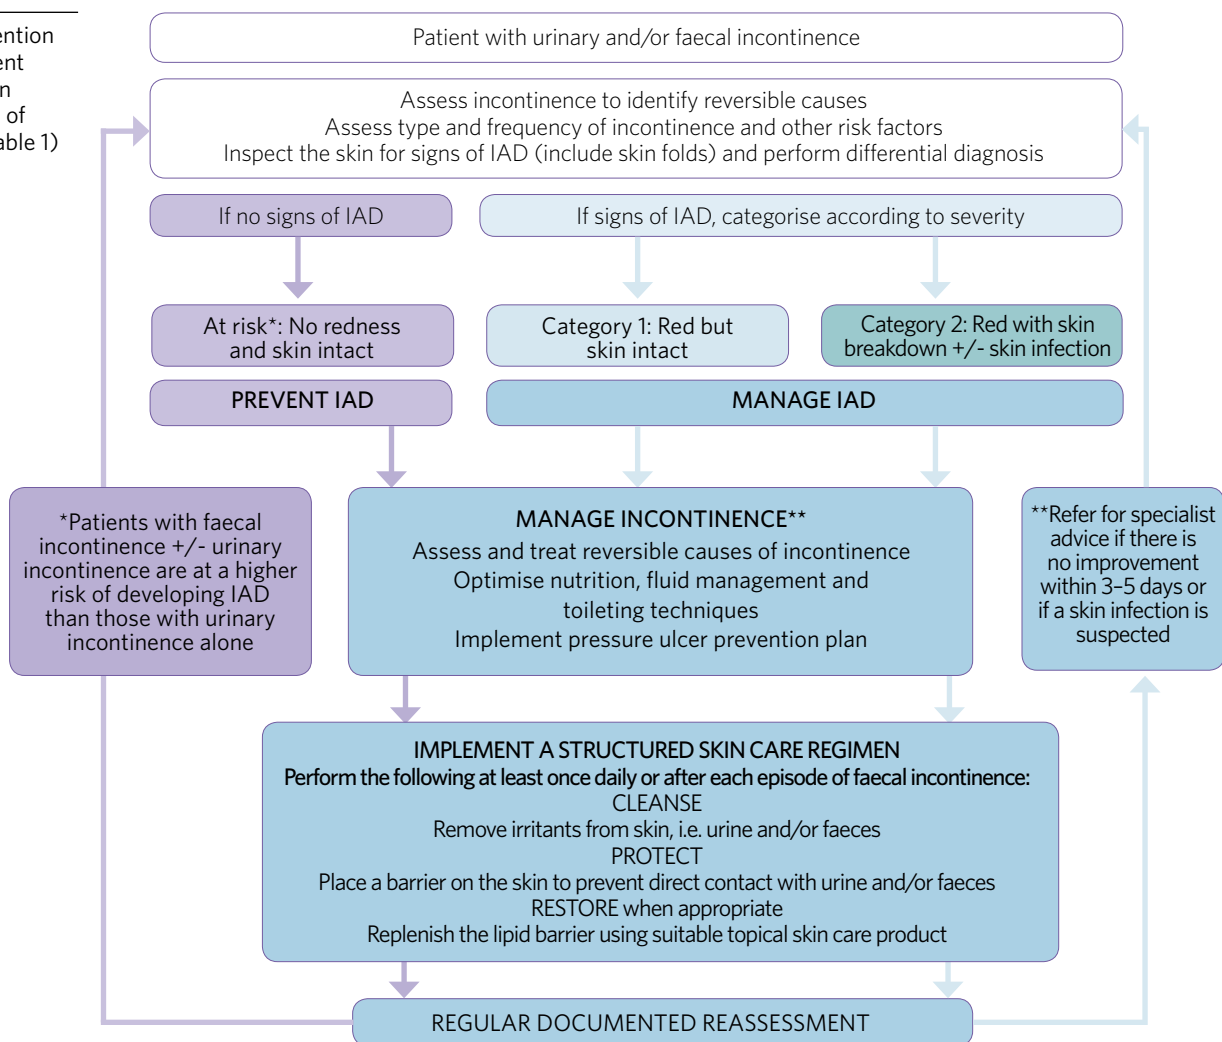 ention
ent
n
of
able 1)
Patient with urinary and/or faecal incontinence
Assess incontinence to identify reversible causes
Assess type and frequency of incontinence and other risk factors
Inspect the skin for signs of IAD (include skin folds) and perform differential diagnosis
If no signs of IAD
If signs of IAD, categorise according to severity
At risk*: No redness
and skin intact
Category 1: Red but
skin intact
Category 2: Red with skin
breakdown +/- skin infection
PREVENT IAD
MANAGE IAD
*Patients with faecal
incontinence +/- urinary
incontinence are at a higher
risk of developing IAD
than those with urinary
incontinence alone
MANAGE INCONTINENCE**
Assess and treat reversible causes of incontinence
Optimise nutrition, fluid management and
toileting techniques
Implement pressure ulcer prevention plan
**Refer for specialist
advice if there is
no improvement
within 3–5 days or
if a skin infection is
suspected
IMPLEMENT A STRUCTURED SKIN CARE REGIMEN
Perform the following at least once daily or after each episode of faecal incontinence:
CLEANSE
Remove irritants from skin, i.e. urine and/or faeces
PROTECT
Place a barrier on the skin to prevent direct contact with urine and/or faeces
RESTORE when appropriate
Replenish the lipid barrier using suitable topical skin care product
REGULAR DOCUMENTED REASSESSMENT